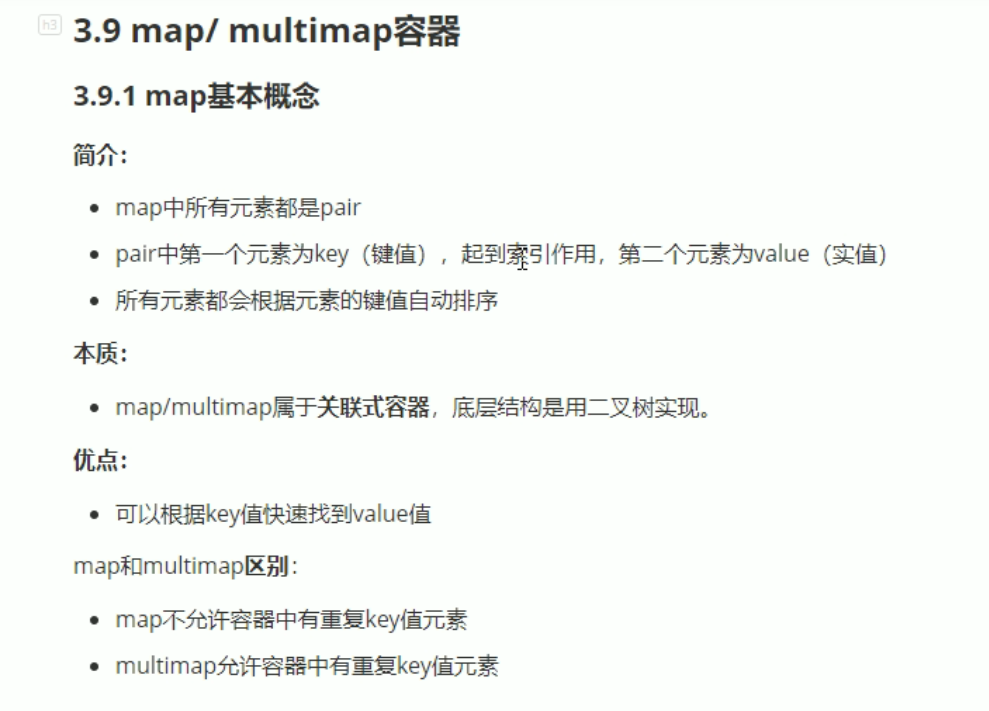 h3
3.9 map/ multimap容器
3.9.1 map基本概念
简介：
map中所有元素都是pair
pair中第一个元素为key（键值），起到索引作用，第二个元素为value（实值）
所有元素都会根据元素的键值自动排序
本质：
map/multimap属于关联式容器，底层结构是用二叉树实现。
优点：
可以根据key值快速找到value值
map和multimap区别：
map不允许容器中有重复key值元素
multimap允许容器中有重复key值元素